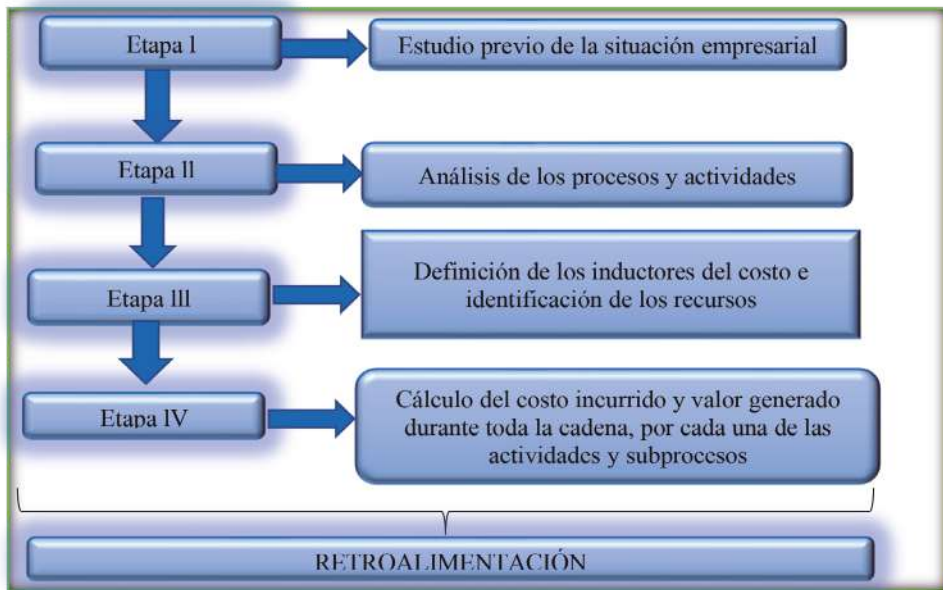 Etapa I
Estudio previo de la situación empresarial
Etapa II
Análisis de los procesos y actividades
Etapa III
Definición de los inductores del costo e
identificación de los recursos
Etapa IV
Cálculo del costo incurrido y valor generado
durante toda la cadena, por cada una de las
actividades y subprocesos
RETROALIMENTACIÓN